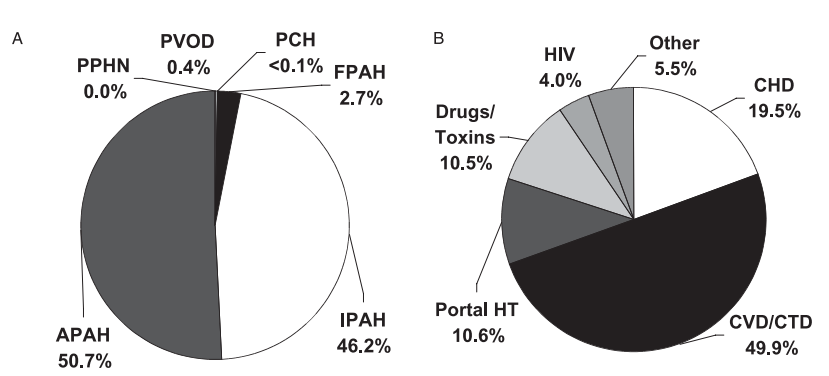 A
PVOD
0.4%
PCH
<0.1%
PPHN
0.0%
FPAH
2.7%
APAH
50.7%
IPAH
46.2%
B
HIV
4.0%
Other
5.5%
CHD
19.5%
Drugs/
Toxins
10.5%
Portal HT
10.6%
CVD/CTD
49.9%